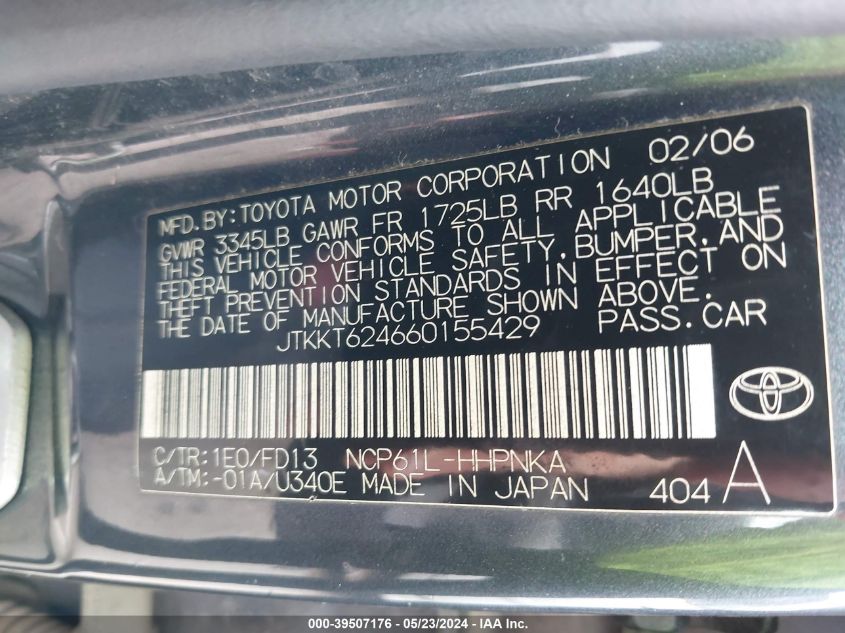 MFD.BY:TOYOTA MOTOR CORPORATION 02/06
GVWR 3345LB GAWR FR 1725LB RR 1640LB
THIS VEHICLE CONFORMS TO ALL APPLICABLE
FEDERAL MOTOR VEHICLE SAFETY,BUMPER,AND
THEFT PREVENTION STANDARDS IN EFFECT ON
THE DATE OF MANUFACTURE SHOWN ABOVE.
JTKKT624660155429 PASS.CAR
C/TR:1E0/FD13 NCP61L-HHPNKA
A/TM:-01A/U340E MADE IN JAPAN 404 A
000-39507176 - 05/23/2024 - IAAI.COM